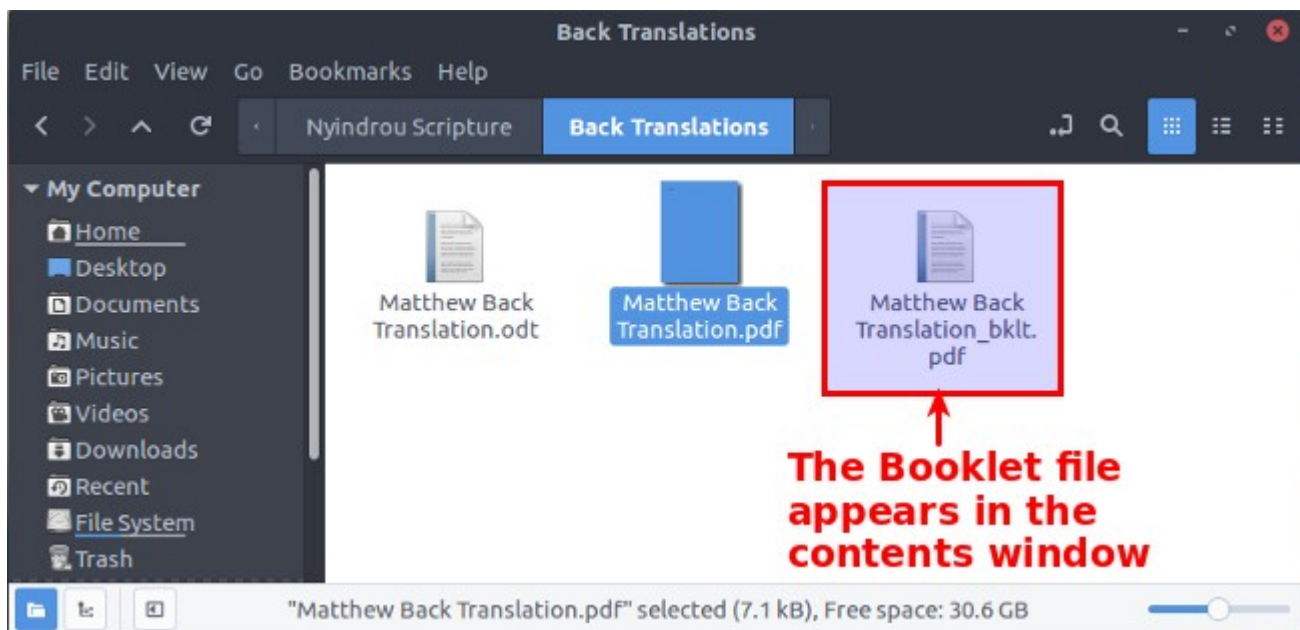 Back Translations
File Edit View Go Bookmarks Help
Nyindrou Scripture Back Translations
My Computer
Home
Desktop
Documents
Music
Pictures
Videos
Downloads
Recent
File System
Trash
Matthew Back
Translation.odt
Matthew Back
Translation.pdf
Matthew Back
Translation_bklt.
pdf
The Booklet file
appears in the
contents window
"Matthew Back Translation.pdf" selected (7.1 kB), Free space: 30.6 GB